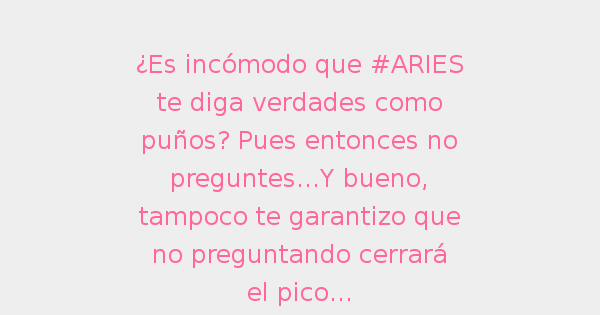 ¿Es incómodo que #ARIES
te diga verdades como
puños? Pues entonces no
preguntes...Y bueno,
tampoco te garantizo que
no preguntando cerrará
el pico...